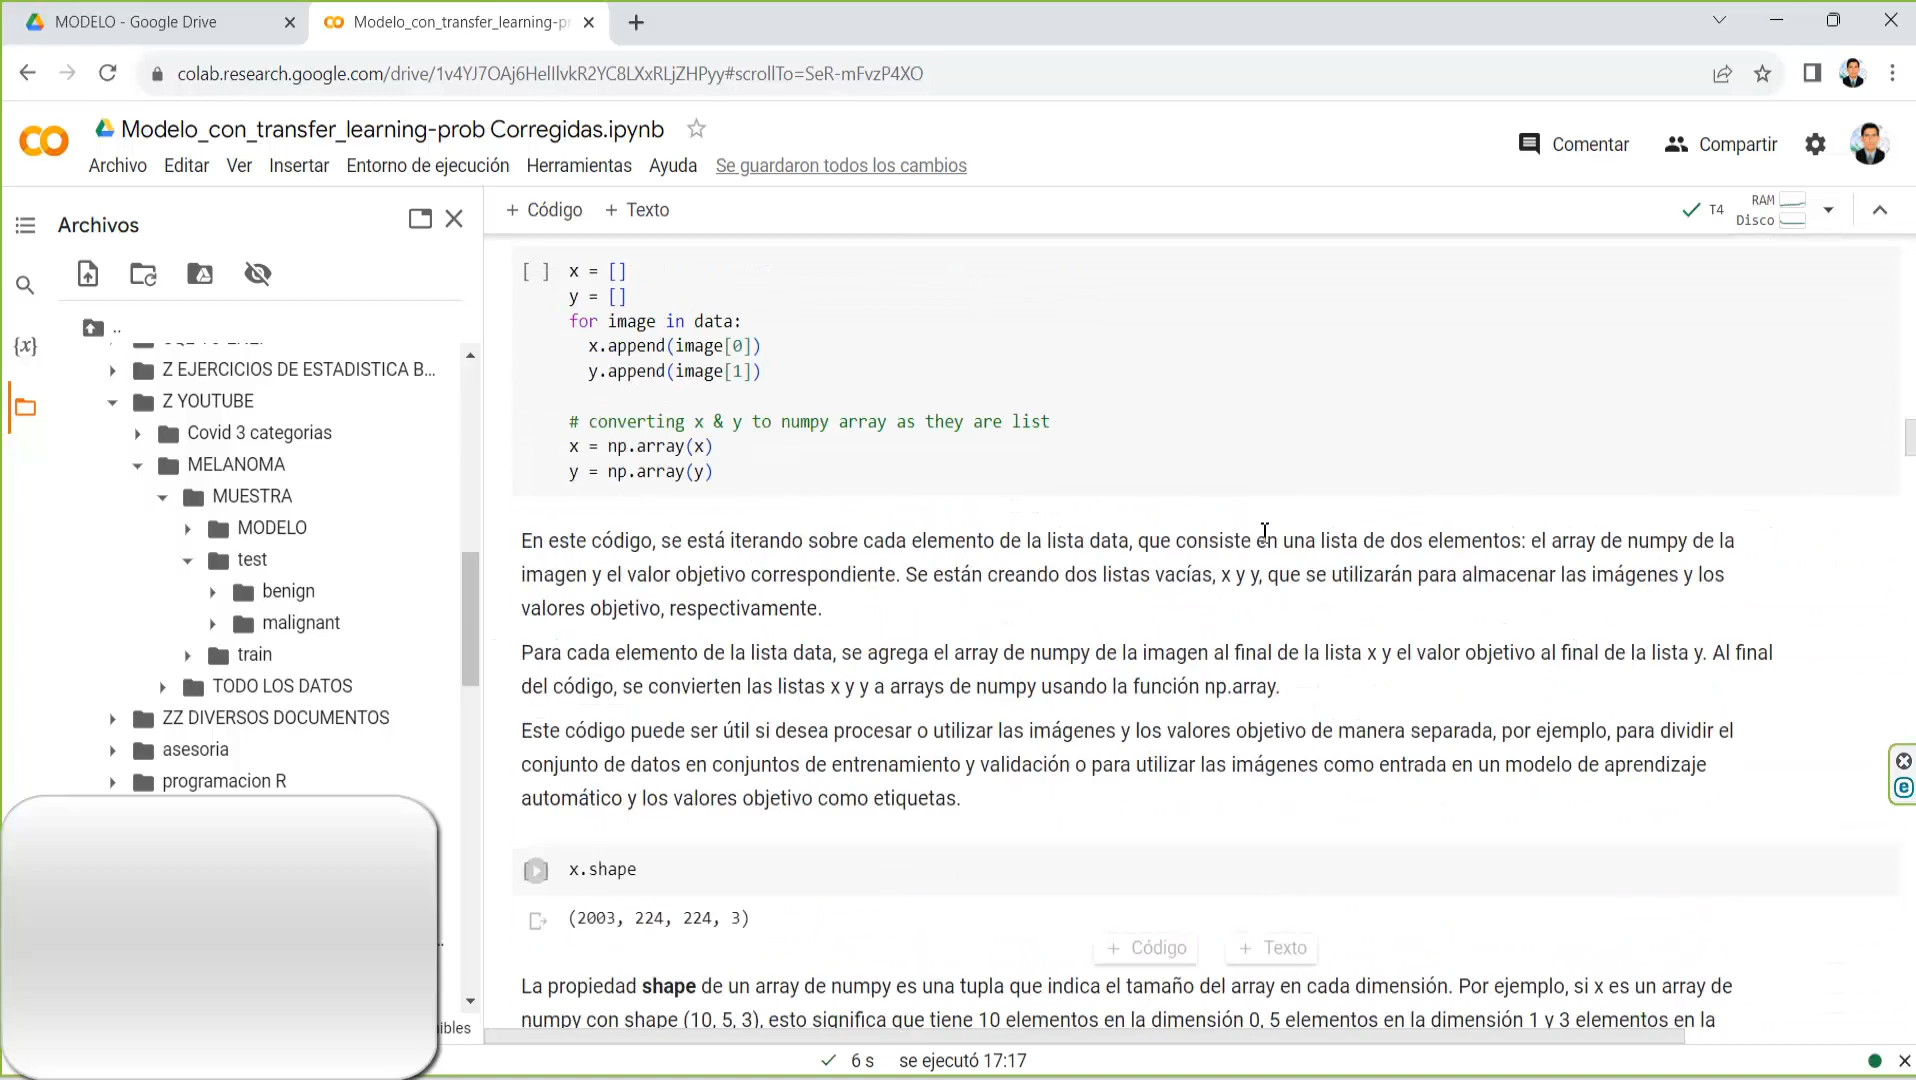 MODELO - Google Drive
Modelo_con_transfer_learning-pr
colab.research.google.com/drive/1v4YJ7OAj6HelIlvkR2YC8LXxRLjZHPyy#scrollTo=SeR-mFvzP4XO
Modelo_con_transfer_learning-prob Corregidas.ipynb
Comentar
Compartir
Archivo Editar Ver Insertar Entorno de ejecución Herramientas Ayuda Se guardaron todos los cambios
Archivos
+ Código + Texto
T4
RAM
Disco
..
Z EJERCICIOS DE ESTADISTICA B...
Z YOUTUBE
Covid 3 categorias
MELANOMA
MUESTRA
MODELO
test
benign
malignant
train
TODO LOS DATOS
ZZ DIVERSOS DOCUMENTOS
asesoria
programacion R
[ ] x = []
y = []
for image in data:
x.append(image[0])
y.append(image[1])
# converting x & y to numpy array as they are list
x = np.array(x)
y = np.array(y)
En este código, se está iterando sobre cada elemento de la lista data, que consiste en una lista de dos elementos: el array de numpy de la
imagen y el valor objetivo correspondiente. Se están creando dos listas vacías, x y y, que se utilizarán para almacenar las imágenes y los
valores objetivo, respectivamente.
Para cada elemento de la lista data, se agrega el array de numpy de la imagen al final de la lista x y el valor objetivo al final de la lista y. Al final
del código, se convierten las listas x y y a arrays de numpy usando la función np.array.
Este código puede ser útil si desea procesar o utilizar las imágenes y los valores objetivo de manera separada, por ejemplo, para dividir el
conjunto de datos en conjuntos de entrenamiento y validación o para utilizar las imágenes como entrada en un modelo de aprendizaje
automático y los valores objetivo como etiquetas.
x.shape
(2003, 224, 224, 3)
+ Código + Texto
La propiedad shape de un array de numpy es una tupla que indica el tamaño del array en cada dimensión. Por ejemplo, si x es un array de
numpy con shape (10, 5, 3), esto significa que tiene 10 elementos en la dimensión 0, 5 elementos en la dimensión 1 y 3 elementos en la
6 s se ejecutó 17:17